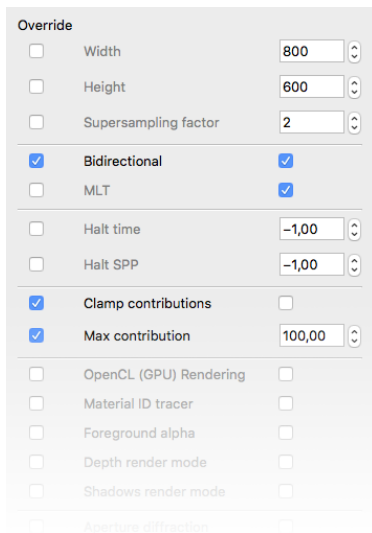 Override
Width 800
Height 600
Supersampling factor 2
Bidirectional
MLT
Halt time −1,00
Halt SPP −1,00
Clamp contributions
Max contribution 100,00
OpenCL (GPU) Rendering
Material ID tracer
Foreground alpha
Depth render mode
Shadows render mode
Aperture diffraction